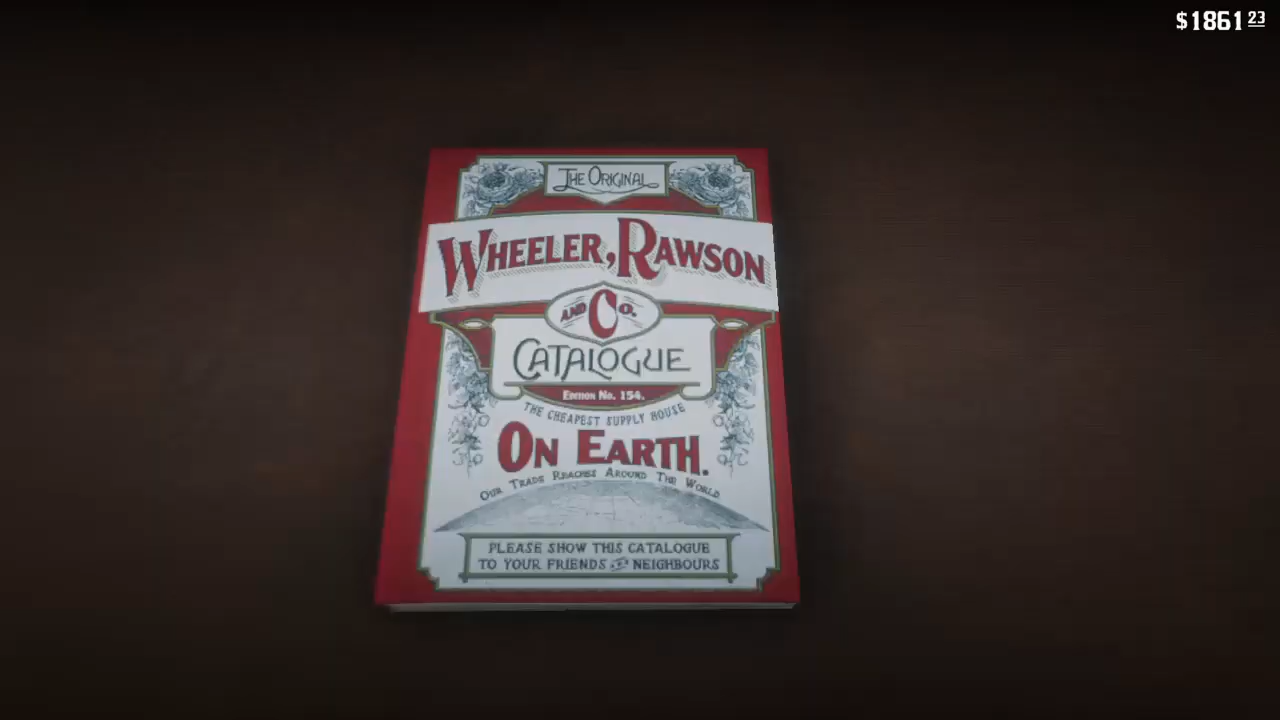 $1861 23
THE ORIGINAL
WHEELER, RAWSON
AND Co.
CATALOGUE
EDITION No. 154.
THE CHEAPEST SUPPLY HOUSE
ON EARTH.
OUR TRADE REACHES AROUND THE WORLD
PLEASE SHOW THIS CATALOGUE
TO YOUR FRIENDS & NEIGHBOURS